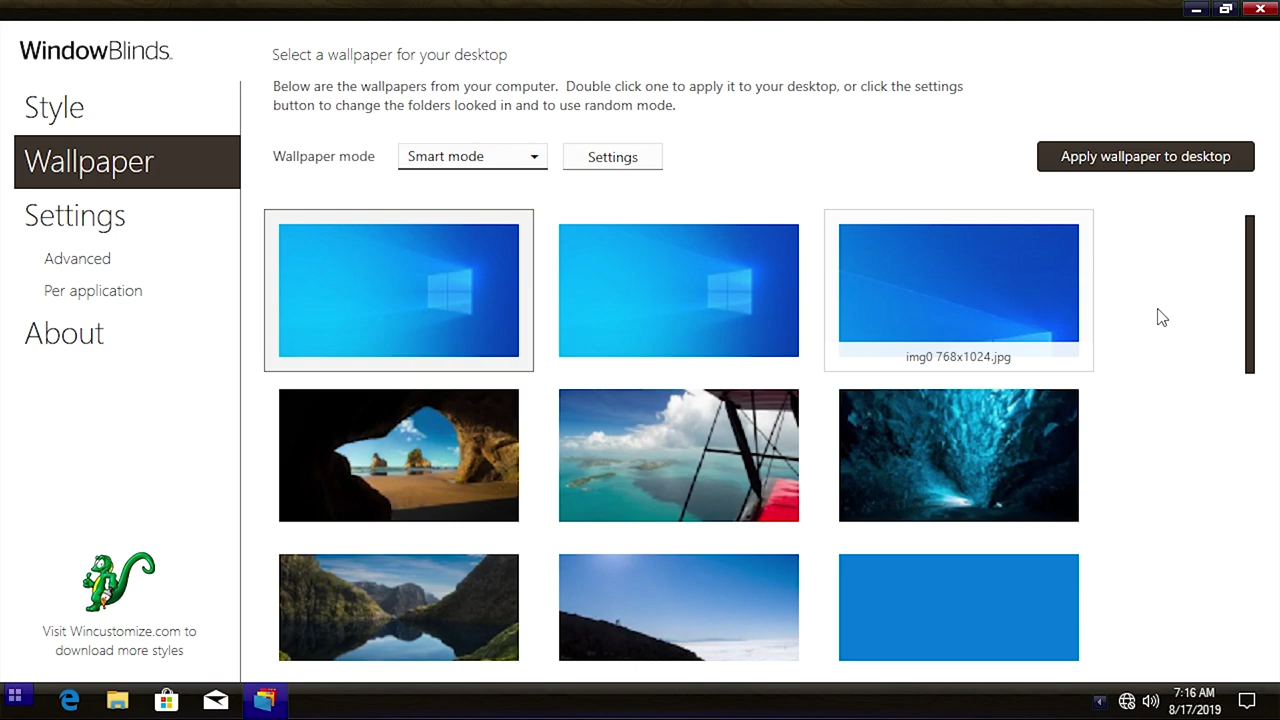 WindowBlinds
Style
Wallpaper
Settings
Advanced
Per application
About
Visit Wincustomize.com to
download more styles
Select a wallpaper for your desktop
Below are the wallpapers from your computer.  Double click one to apply it to your desktop, or click the settings
button to change the folders looked in and to use random mode.
Wallpaper mode
Smart mode
Settings
Apply wallpaper to desktop
img0 768x1024.jpg
7:16 AM
8/17/2019